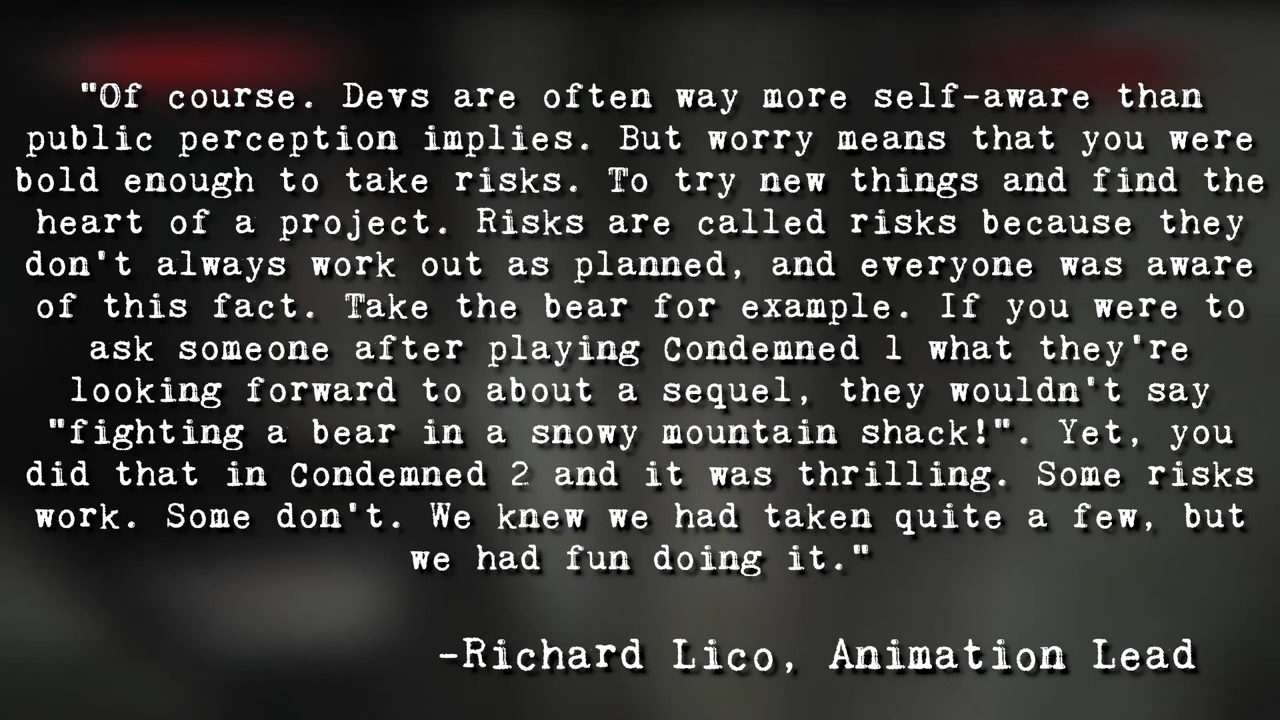 "Of course. Devs are often way more self-aware than
public perception implies. But worry means that you were
bold enough to take risks. To try new things and find the
heart of a project. Risks are called risks because they
don't always work out as planned, and everyone was aware
of this fact. Take the bear for example. If you were to
ask someone after playing Condemned 1 what they're
looking forward to about a sequel, they wouldn't say
"fighting a bear in a snowy mountain shack!". Yet, you
did that in Condemned 2 and it was thrilling. Some risks
work. Some don't. We knew we had taken quite a few, but
we had fun doing it."
-Richard Lico, Animation Lead